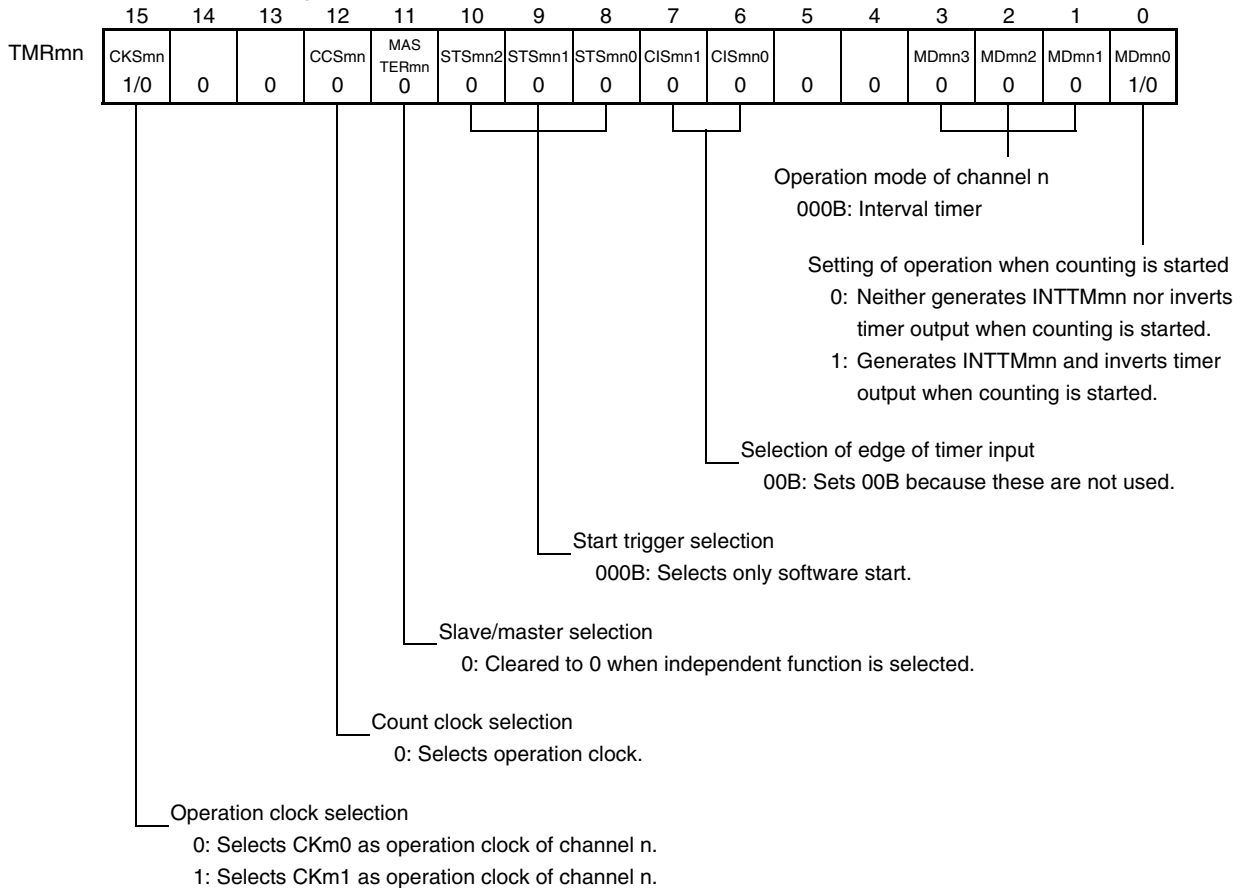 15 14 13 12 11 10 9 8 7 6 5 4 3 2 1 0
TMRmn
CKSmn CCSmn MAS TERmn STSmn2 STSmn1 STSmn0 CISmn1 CISmn0 MDmn3 MDmn2 MDmn1 MDmn0
1/0 0 0 0 0 0 0 0 0 0 0 0 0 0 0 1/0
Operation mode of channel n
000B: Interval timer
Setting of operation when counting is started
0: Neither generates INTTMmn nor inverts
timer output when counting is started.
1: Generates INTTMmn and inverts timer
output when counting is started.
Selection of edge of timer input
00B: Sets 00B because these are not used.
Start trigger selection
000B: Selects only software start.
Slave/master selection
0: Cleared to 0 when independent function is selected.
Count clock selection
0: Selects operation clock.
Operation clock selection
0: Selects CKm0 as operation clock of channel n.
1: Selects CKm1 as operation clock of channel n.